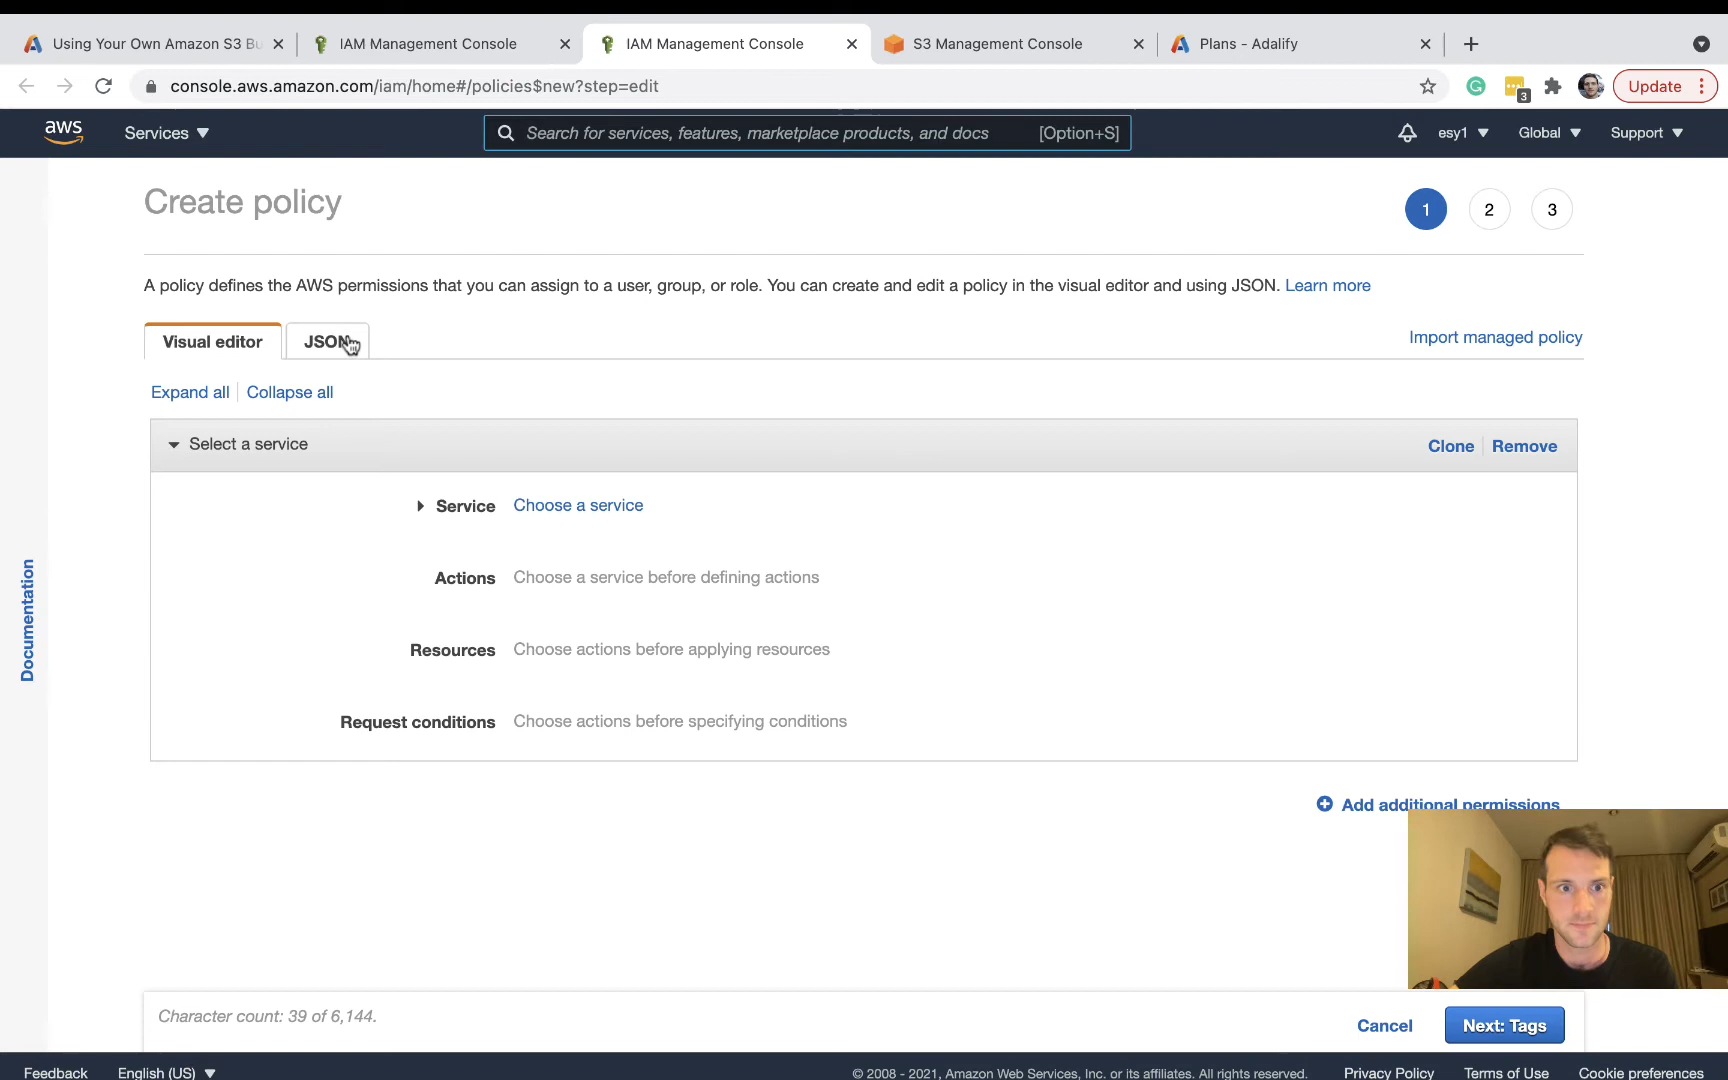 Using Your Own Amazon S3 Bu
IAM Management Console
IAM Management Console
S3 Management Console
Plans - Adalify
console.aws.amazon.com/iam/home#/policies$new?step=edit
3
Update
aws
Services
Search for services, features, marketplace products, and docs
[Option+S]
esy1
Global
Support
Create policy
1
2
3
A policy defines the AWS permissions that you can assign to a user, group, or role. You can create and edit a policy in the visual editor and using JSON. Learn more
Visual editor
JSON
Import managed policy
Expand all
Collapse all
Select a service
Clone
Remove
Service
Choose a service
Actions
Choose a service before defining actions
Resources
Choose actions before applying resources
Request conditions
Choose actions before specifying conditions
Documentation
Add additional permissions
Character count: 39 of 6,144.
Cancel
Next: Tags
Feedback
English (US)
© 2008 - 2021, Amazon Web Services, Inc. or its affiliates. All rights reserved.
Privacy Policy
Terms of Use
Cookie preferences